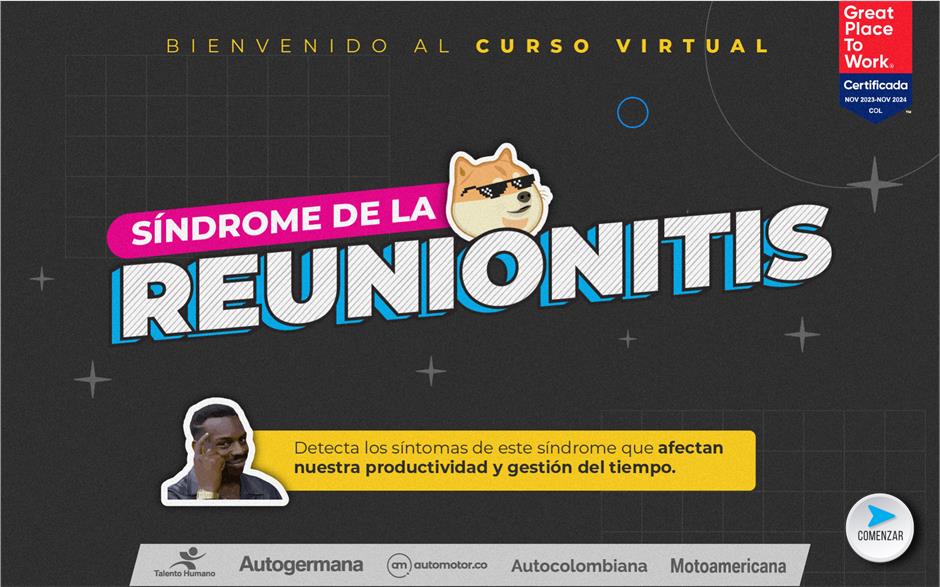 BIENVENIDO AL CURSO VIRTUAL
Great
Place
To
Work®
Certificada
NOV 2023-NOV 2024
COL
™
SÍNDROME DE LA
REUNIONITIS
Detecta los síntomas de este síndrome que afectan
nuestra productividad y gestión del tiempo.
COMENZAR
Talento Humano
Autogermana
am automotor.co
Autocolombiana
Motoamericana